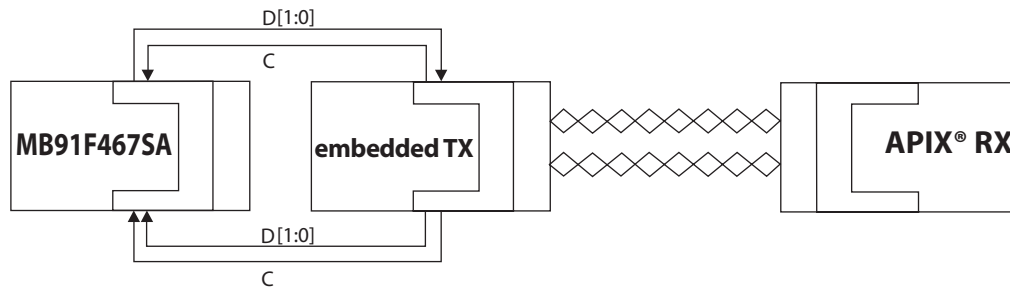 D[1:0]
C
MB91F467SA
embedded TX
APIX® RX
D[1:0]
C